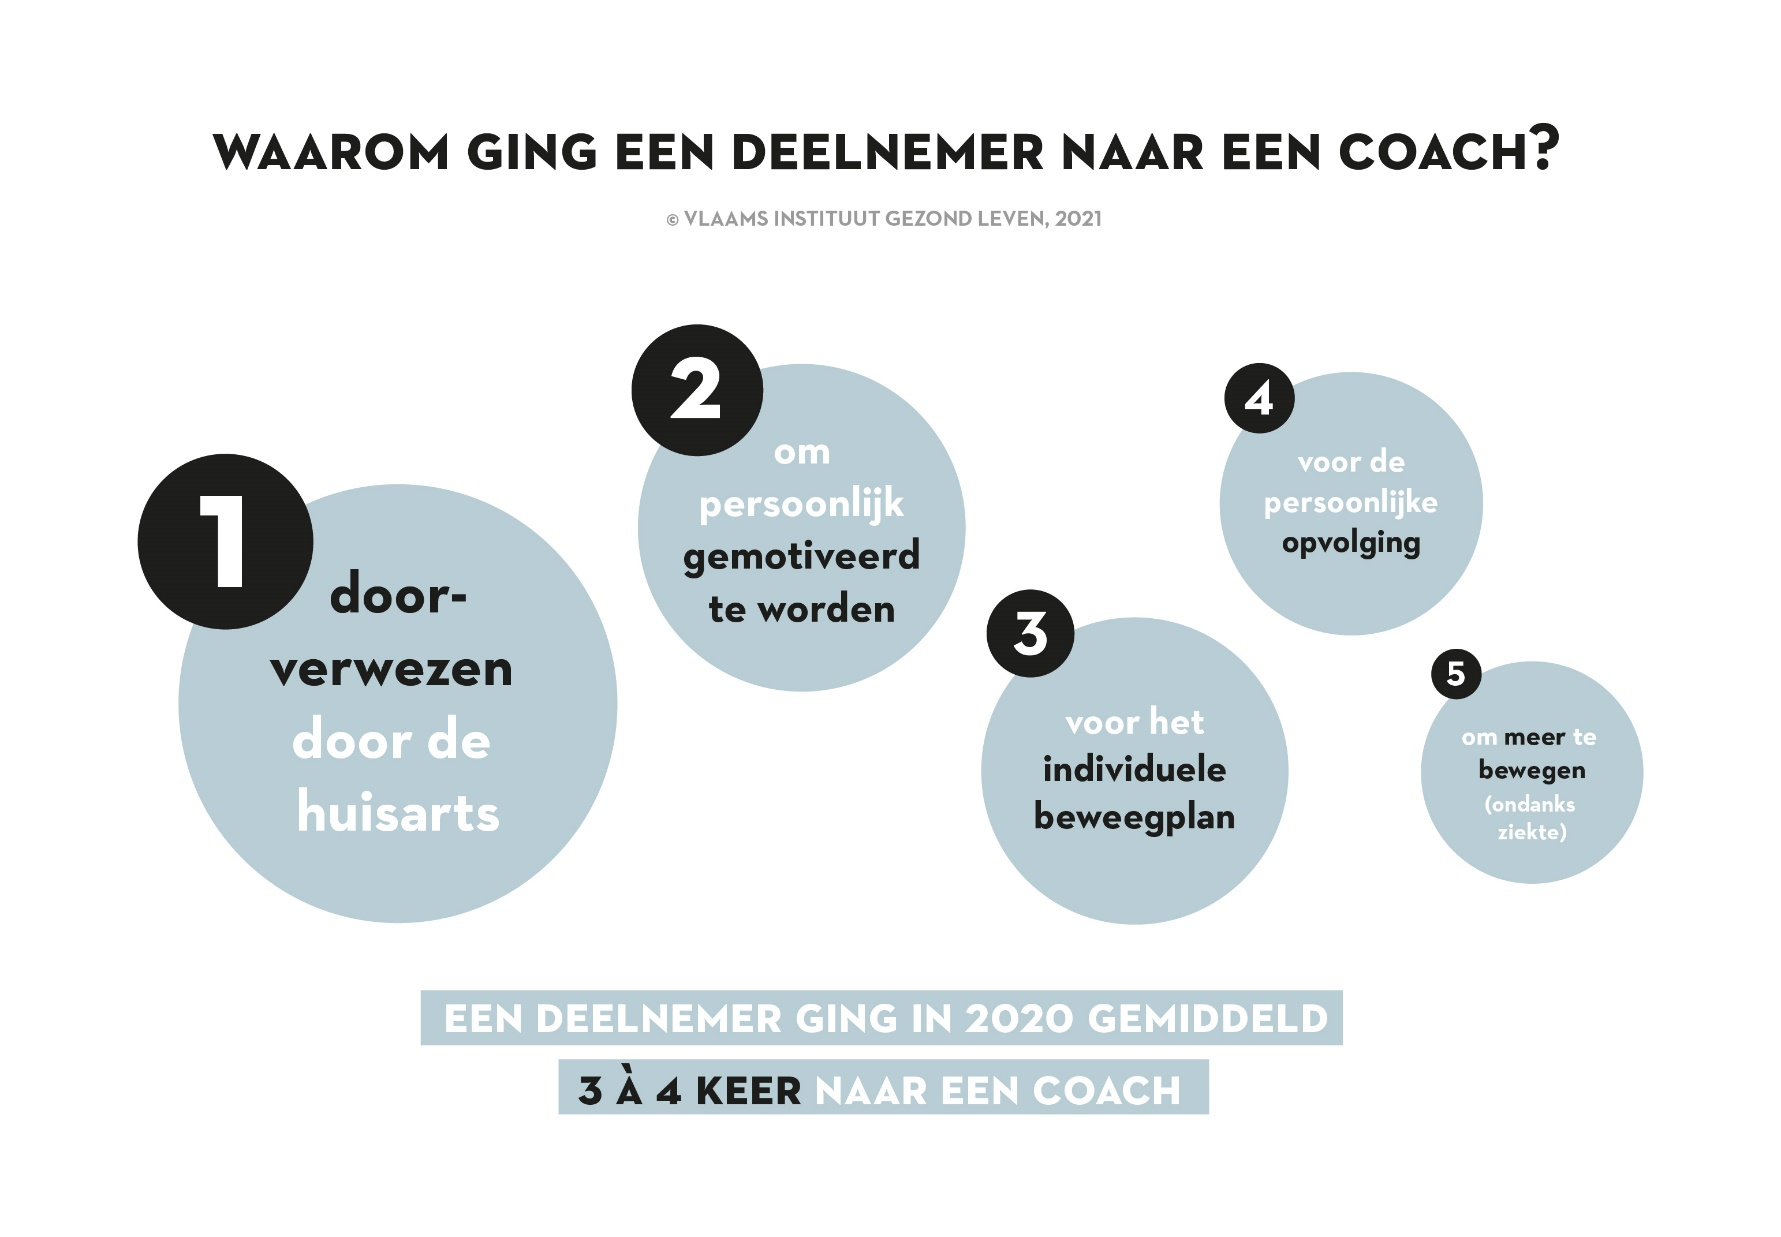 WAAROM GING EEN DEELNEMER NAAR EEN COACH?
© VLAAMS INSTITUUT GEZOND LEVEN, 2021
1
door-
verwezen
door de
huisarts
2
om
persoonlijk
gemotiveerd
te worden
3
voor het
individuele
beweegplan
4
voor de
persoonlijke
opvolging
5
om meer te
bewegen
(ondanks
ziekte)
EEN DEELNEMER GING IN 2020 GEMIDDELD
3 À 4 KEER NAAR EEN COACH